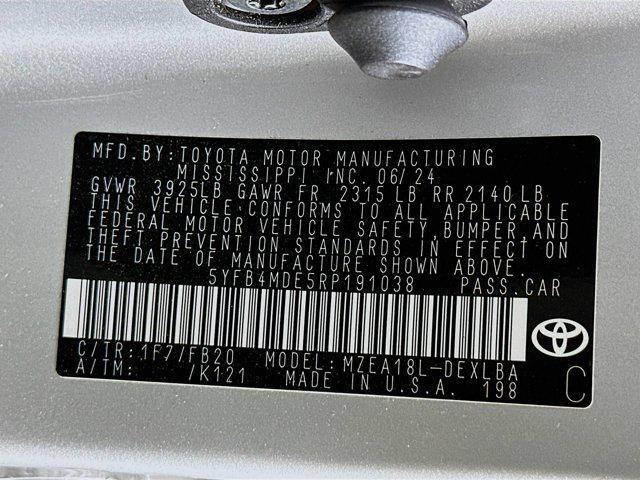 MFD.BY:TOYOTA MOTOR MANUFACTURING
MISSISSIPPI INC. 06/24
GVWR 3925LB GAWR FR 2315 LB RR 2140 LB
THIS VEHICLE CONFORMS TO ALL APPLICABLE
FEDERAL MOTOR VEHICLE SAFETY, BUMPER, AND
THEFT PREVENTION STANDARDS IN EFFECT ON
THE DATE OF MANUFACTURE SHOWN ABOVE.
5YFB4MDE5RP191038 PASS.CAR
C/TR: 1F7/FB20 MODEL: MZEA18L-DEXLBA
A/TM: /K121 MADE IN U.S.A. 198 C